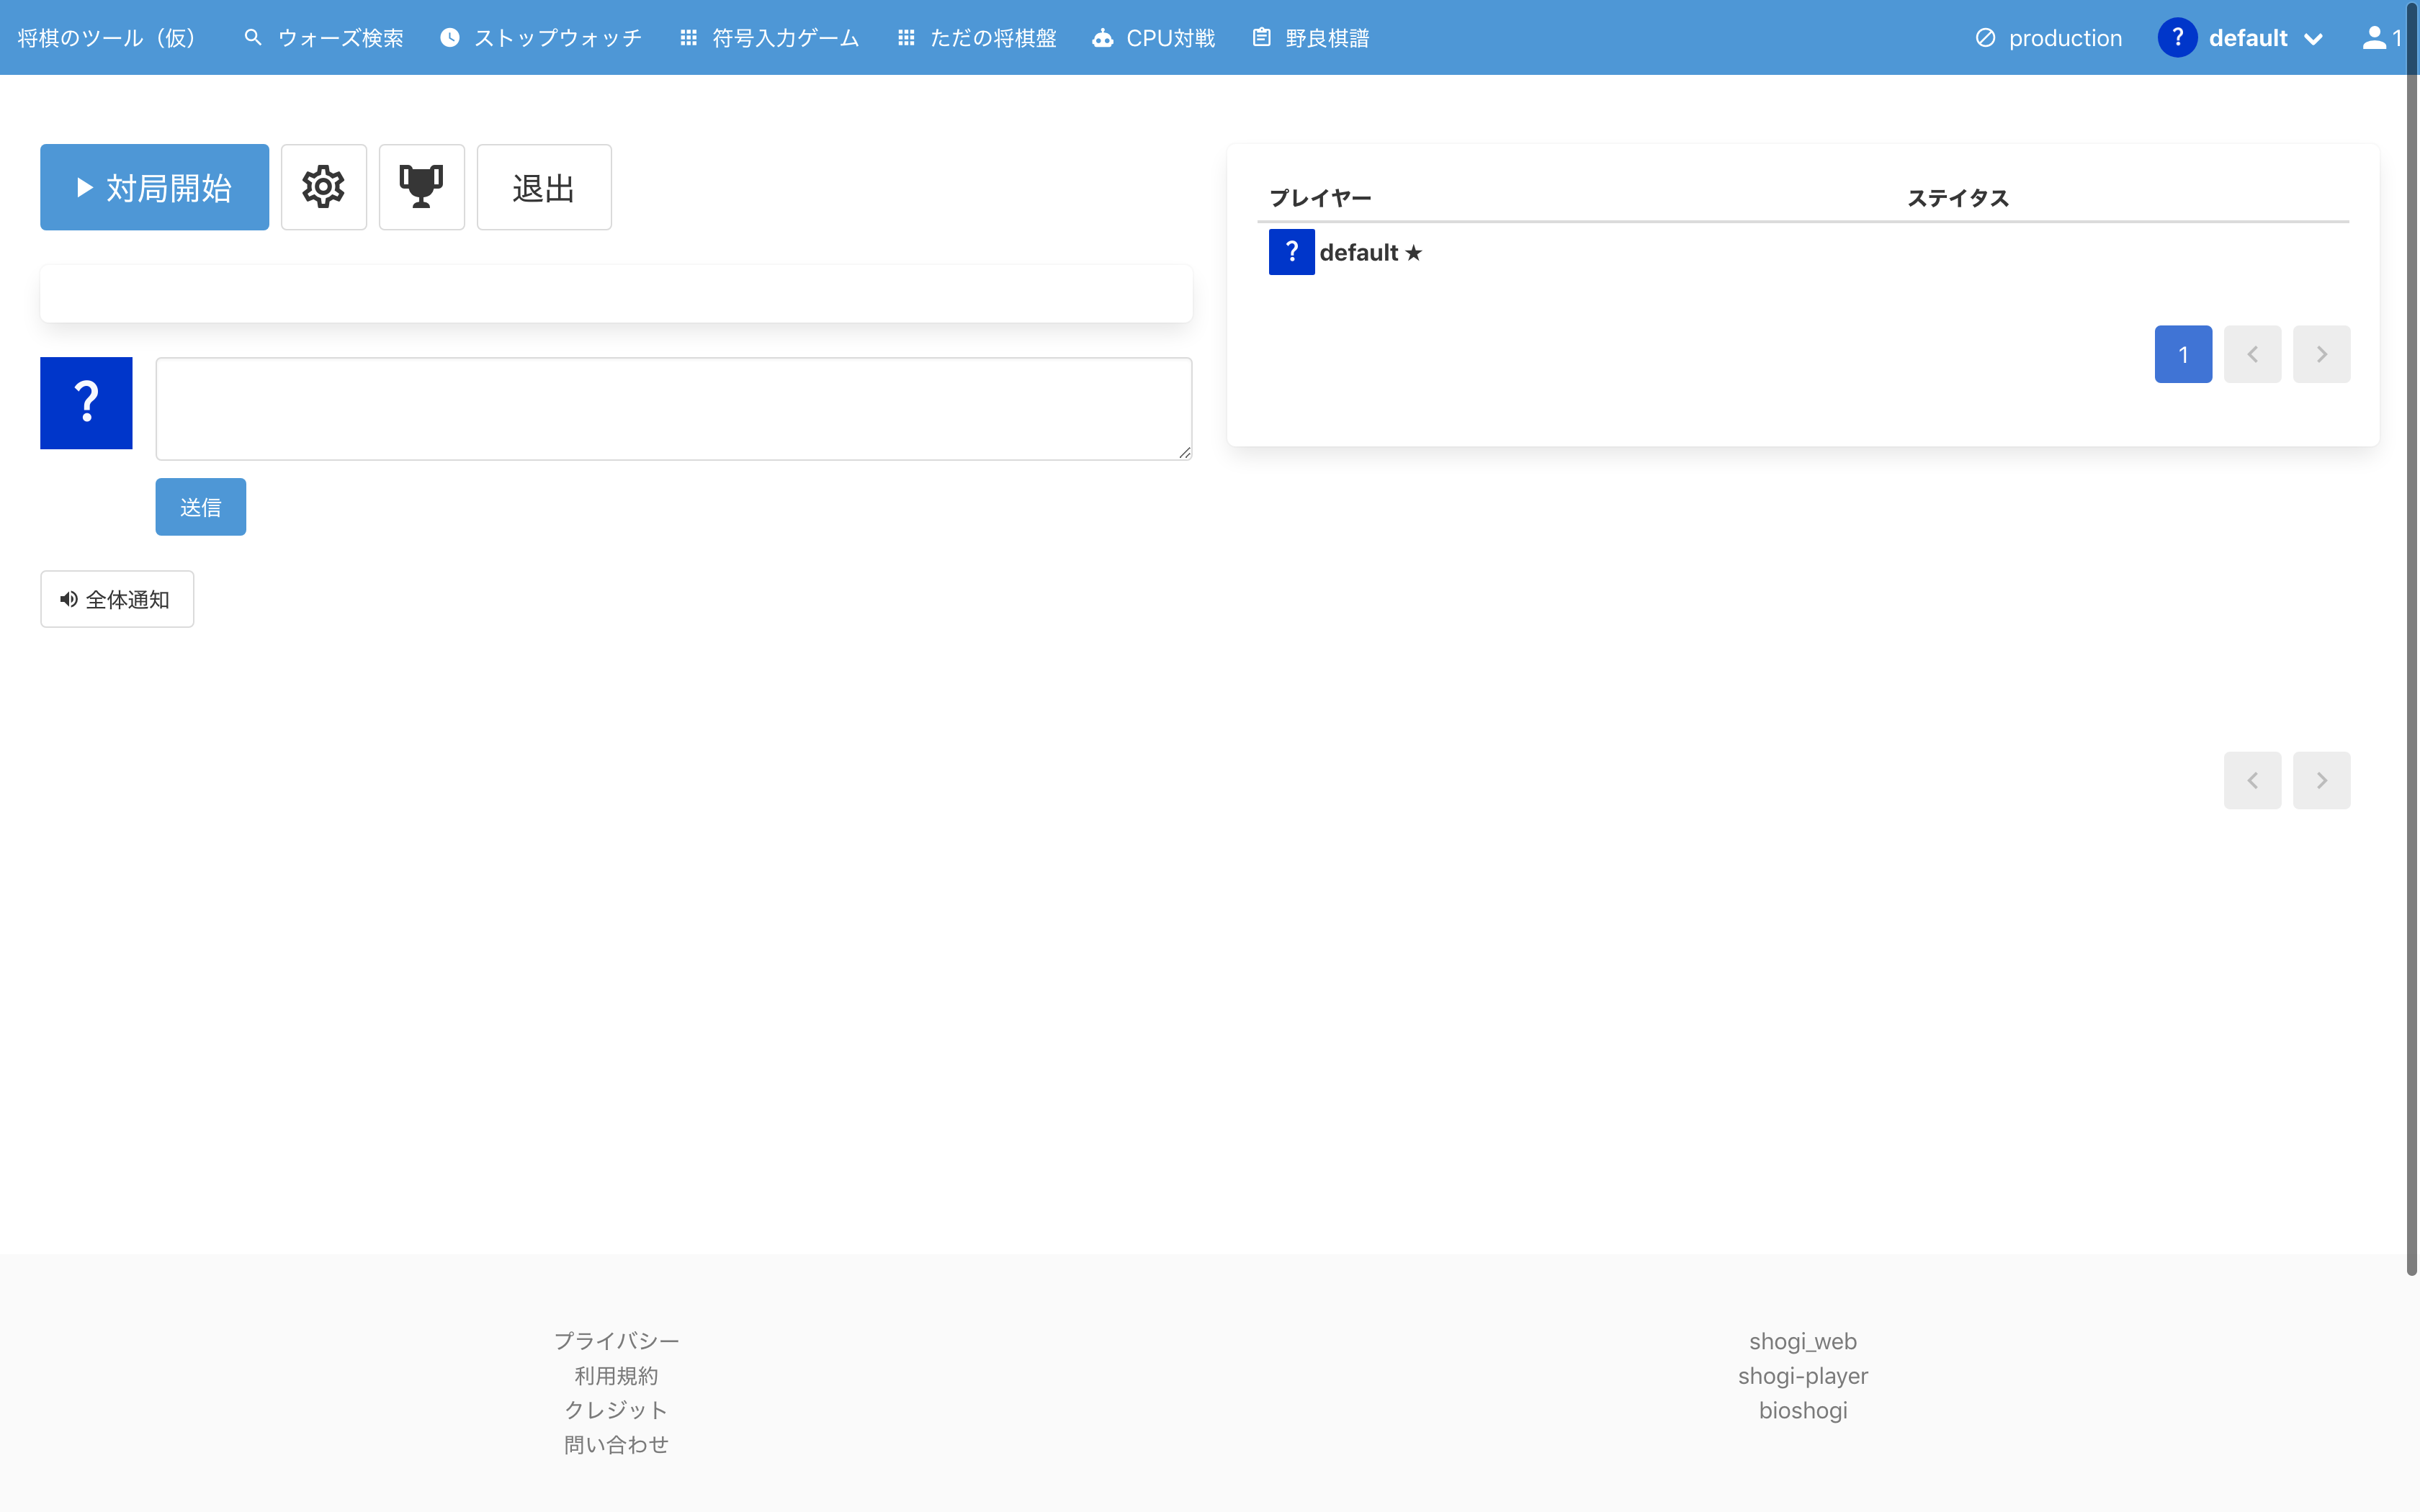 将棋のツール（仮） ウォーズ検索 ストップウォッチ 符号入力ゲーム ただの将棋盤 CPU対戦 野良棋譜 production ? default 1
対局開始 退出
プレイヤー ステイタス
? default ★
1
?
送信
全体通知
プライバシー
利用規約
クレジット
問い合わせ
shogi_web
shogi-player
bioshogi